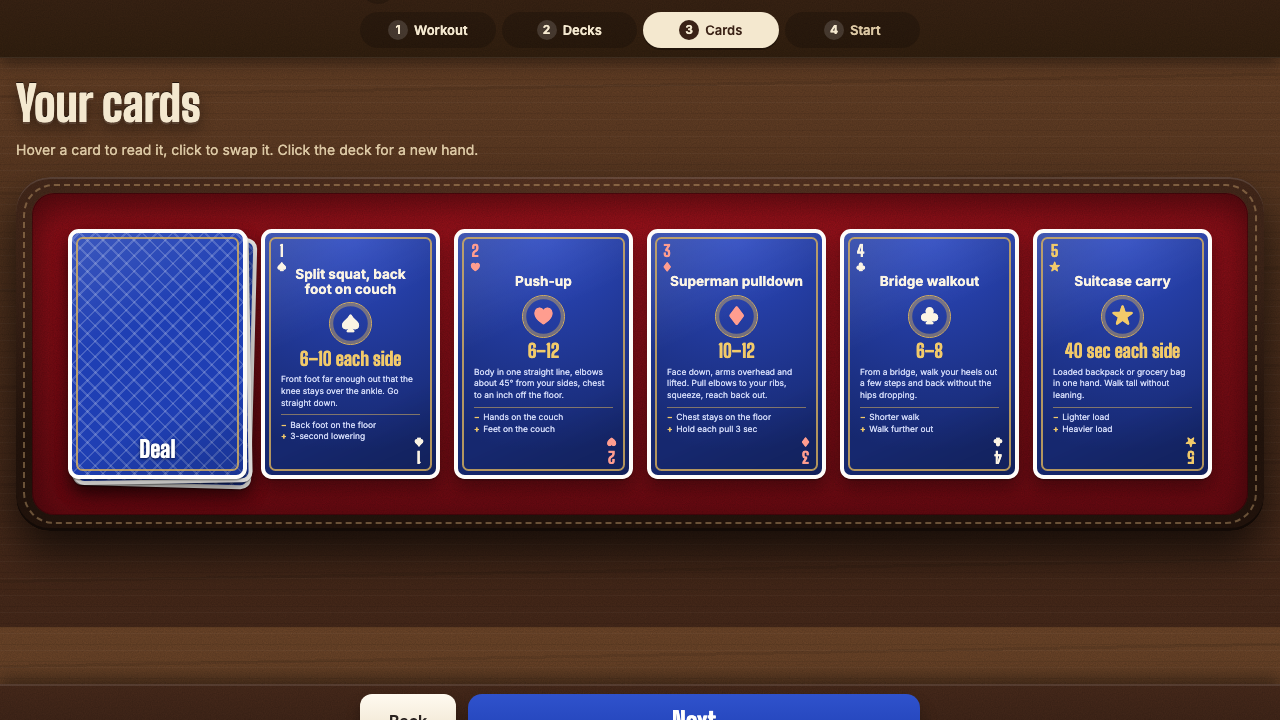 1 Workout
2 Decks
3 Cards
4 Start
Your cards
Hover a card to read it, click to swap it. Click the deck for a new hand.
Deal
1
Split squat, back
foot on couch
6–10 each side
Front foot far enough out that the
knee stays over the ankle. Go
straight down.
– Back foot on the floor
+ 3-second lowering
1
2
Push-up
6–12
Body in one straight line, elbows
about 45° from your sides, chest
to an inch off the floor.
– Hands on the couch
+ Feet on the couch
2
3
Superman pulldown
10–12
Face down, arms overhead and
lifted. Pull elbows to your ribs,
squeeze, reach back out.
– Chest stays on the floor
+ Hold each pull 3 sec
3
4
Bridge walkout
6–8
From a bridge, walk your heels out
a few steps and back without the
hips dropping.
– Shorter walk
+ Walk further out
4
5
Suitcase carry
40 sec each side
Loaded backpack or grocery bag
in one hand. Walk tall without
leaning.
– Lighter load
+ Heavier load
5
Back
Next